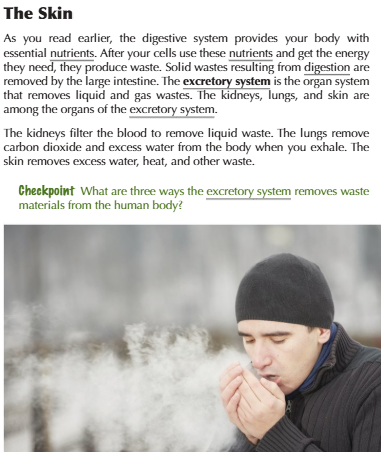 The Skin
As you read earlier, the digestive system provides your body with
essential nutrients. After your cells use these nutrients and get the energy
they need, they produce waste. Solid wastes resulting from digestion are
removed by the large intestine. The excretory system is the organ system
that removes liquid and gas wastes. The kidneys, lungs, and skin are
among the organs of the excretory system.
The kidneys filter the blood to remove liquid waste. The lungs remove
carbon dioxide and excess water from the body when you exhale. The
skin removes excess water, heat, and other waste.
Checkpoint What are three ways the excretory system removes waste
materials from the human body?